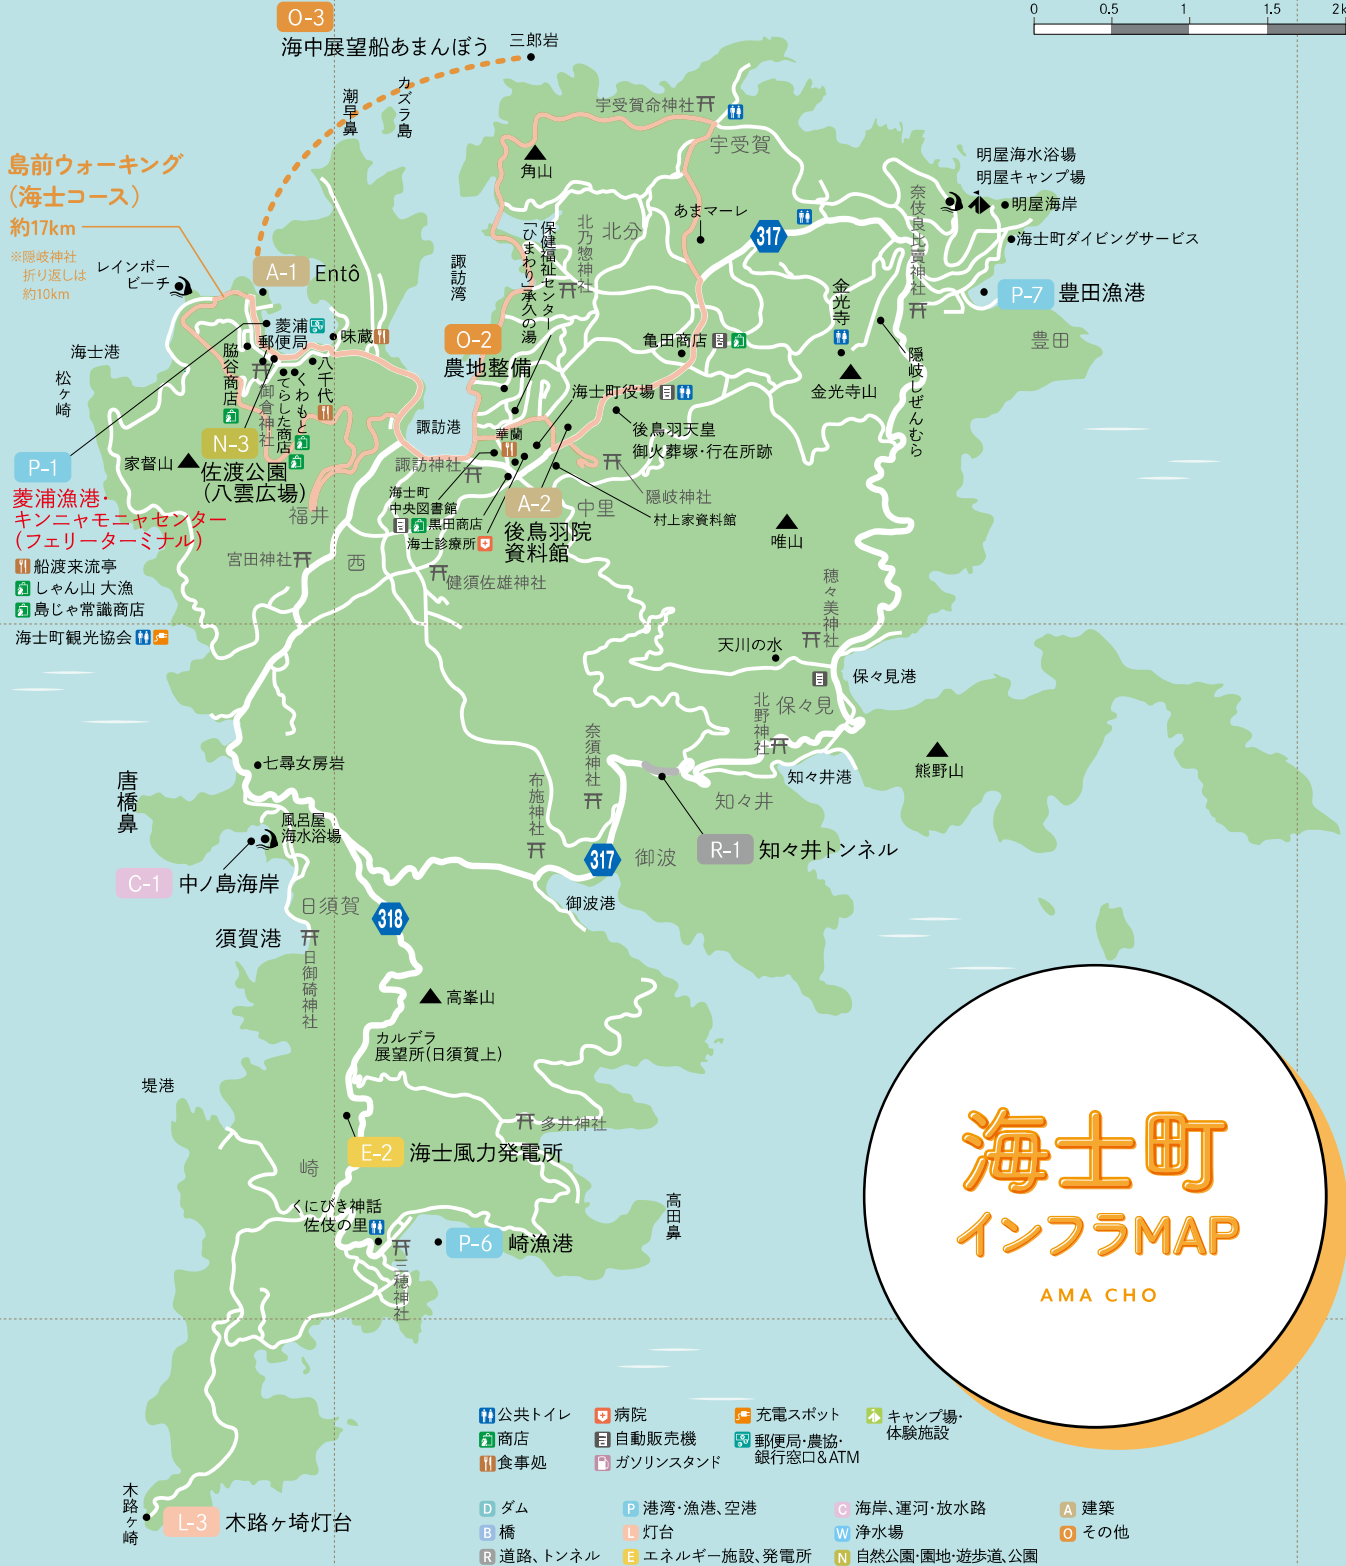 0 0.5 1 1.5 2k
O-3
海中展望船あまんぼう
三郎岩
カズラ島
潮早鼻
宇受賀命神社
宇受賀
角山
島前ウォーキング
(海士コース)
約17km
※隠岐神社
折り返しは
約10km
レインボー
ビーチ
A-1 Entô
諏訪湾
保健福祉センター
「ひまわり」承久の湯
北乃惣神社
北分
あまマーレ
317
奈伎良比賣神社
明屋海水浴場
明屋キャンプ場
明屋海岸
海士町ダイビングサービス
P-7 豊田漁港
豊田
金光寺
金光寺山
隠岐しぜんむら
海士港
松ヶ崎
菱浦
郵便局
味蔵
脇谷商店
御倉神社
てらした商店
くわもと
八千代
O-2
農地整備
亀田商店
海士町役場
後鳥羽天皇
御火葬塚・行在所跡
諏訪港
華蘭
諏訪神社
N-3
佐渡公園
(八雲広場)
家督山
P-1
菱浦漁港・
キンニャモニャセンター
(フェリーターミナル)
船渡来流亭
しゃん山 大漁
島じゃ常識商店
海士町観光協会
福井
宮田神社
西
海士町
中央図書館
黒田商店
海士診療所
A-2
後鳥羽院
資料館
中里
隠岐神社
村上家資料館
唯山
健須佐雄神社
穂々美神社
天川の水
保々見港
保々見
北野神社
知々井港
熊野山
知々井
奈須神社
布施神社
R-1 知々井トンネル
317
御波
御波港
七尋女房岩
唐橋鼻
風呂屋
海水浴場
C-1 中ノ島海岸
日須賀
318
須賀港
日御碕神社
高峯山
カルデラ
展望所(日須賀上)
堤港
多井神社
E-2 海士風力発電所
崎
くにびき神話
佐伎の里
高田鼻
P-6 崎漁港
三穂神社
海士町
インフラMAP
AMA CHO
木路ヶ崎
L-3 木路ヶ埼灯台
公共トイレ 病院 充電スポット キャンプ場・
体験施設
商店 自動販売機 郵便局・農協・
銀行窓口&ATM
食事処 ガソリンスタンド
D ダム P 港湾・漁港、空港 C 海岸、運河・放水路 A 建築
B 橋 L 灯台 W 浄水場 O その他
R 道路、トンネル E エネルギー施設、発電所 N 自然公園・園地・遊歩道、公園